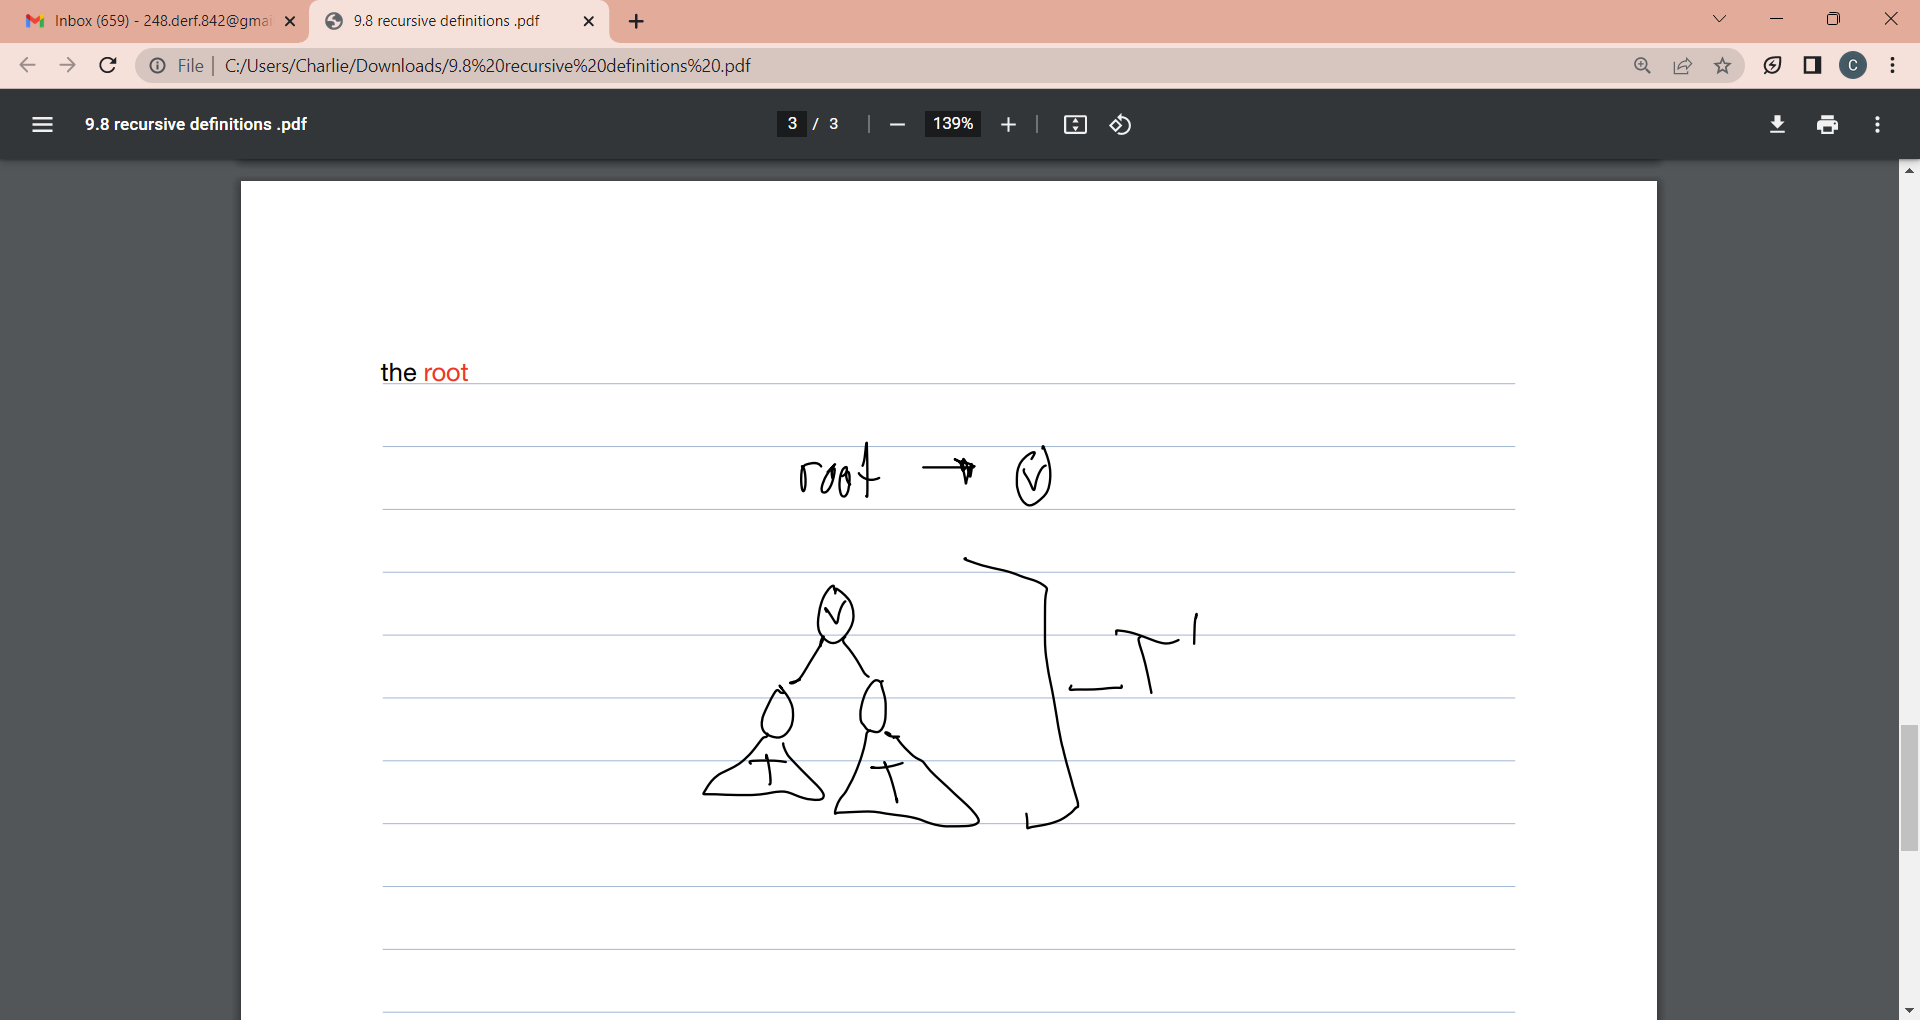 Inbox (659) - 248.derf.842@gmai
9.8 recursive definitions .pdf
File | C:/Users/Charlie/Downloads/9.8%20recursive%20definitions%20.pdf
C
9.8 recursive definitions .pdf
3 / 3
139%
the root
root → v
v
T T
T'